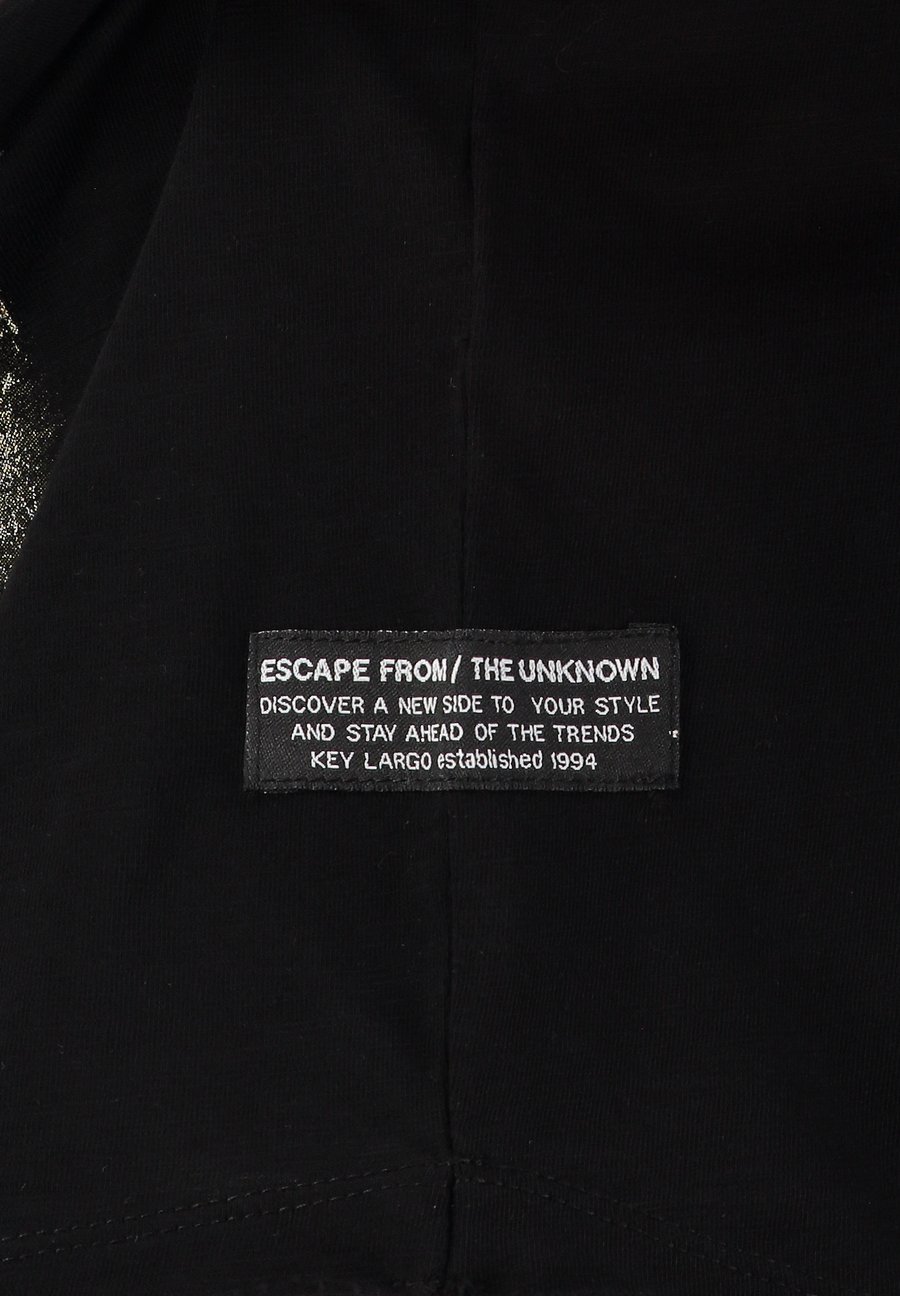 ESCAPE FROM/ THE UNKNOWN
DISCOVER A NEW SIDE TO YOUR STYLE
AND STAY AHEAD OF THE TRENDS
KEY LARGO established 1994